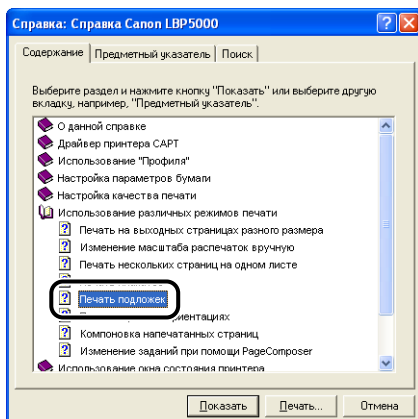 Справка: Справка Canon LBP5000
Содержание Предметный указатель Поиск
Выберите раздел и нажмите кнопку "Показать" или выберите другую
вкладку, например, "Предметный указатель".
О данной справке
Драйвер принтера CAPT
Использование "Профиля"
Настройка параметров бумаги
Настройка качества печати
Использование различных режимов печати
Печать на выходных страницах разного размера
Изменение масштаба распечаток вручную
Печать нескольких страниц на одном листе
Печать подложек
Компоновка напечатанных страниц
Изменение заданий при помощи PageComposer
Использование окна состояния принтера
Показать Печать... Отмена